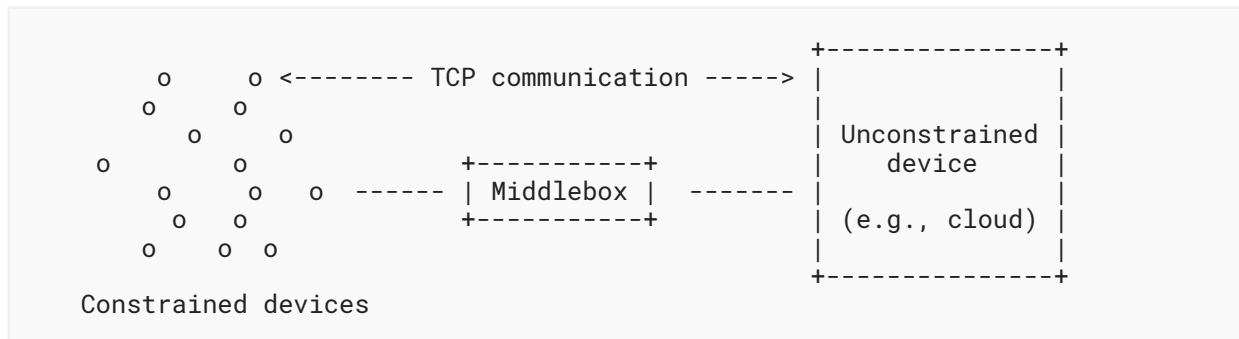 +---------------+
o     o <-------- TCP communication -----> |               |
o     o                                     |               |
o     o                                  | Unconstrained |
o        o              +-----------+          |    device     |
o     o   o  ------ | Middlebox |  ------- |               |
o   o               +-----------+          | (e.g., cloud) |
o    o  o                                   |               |
+---------------+
Constrained devices